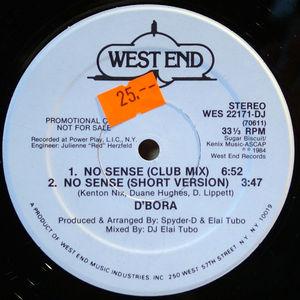 WEST END
25.--
PROMOTIONAL C
NOT FOR SALE
Recorded at Power Play, L.I.C., N.Y.
Engineer: Julienne "Red" Herzfeld
STEREO
WES 22171-DJ
(70611)
33⅓ RPM
Sugar Biscuit/
Kenix Music-ASCAP
℗ 1984
West End Records
1. NO SENSE (CLUB MIX) 6:52
2. NO SENSE (SHORT VERSION) 3:47
(Kenton Nix, Duane Hughes, D. Lippett)
D'BORA
Produced & Arranged By: Spyder-D & Elai Tubo
Mixed By: DJ Elai Tubo
A PRODUCT OF WEST END MUSIC INDUSTRIES, INC. 250 WEST 57TH STREET, N.Y., N.Y. 10019